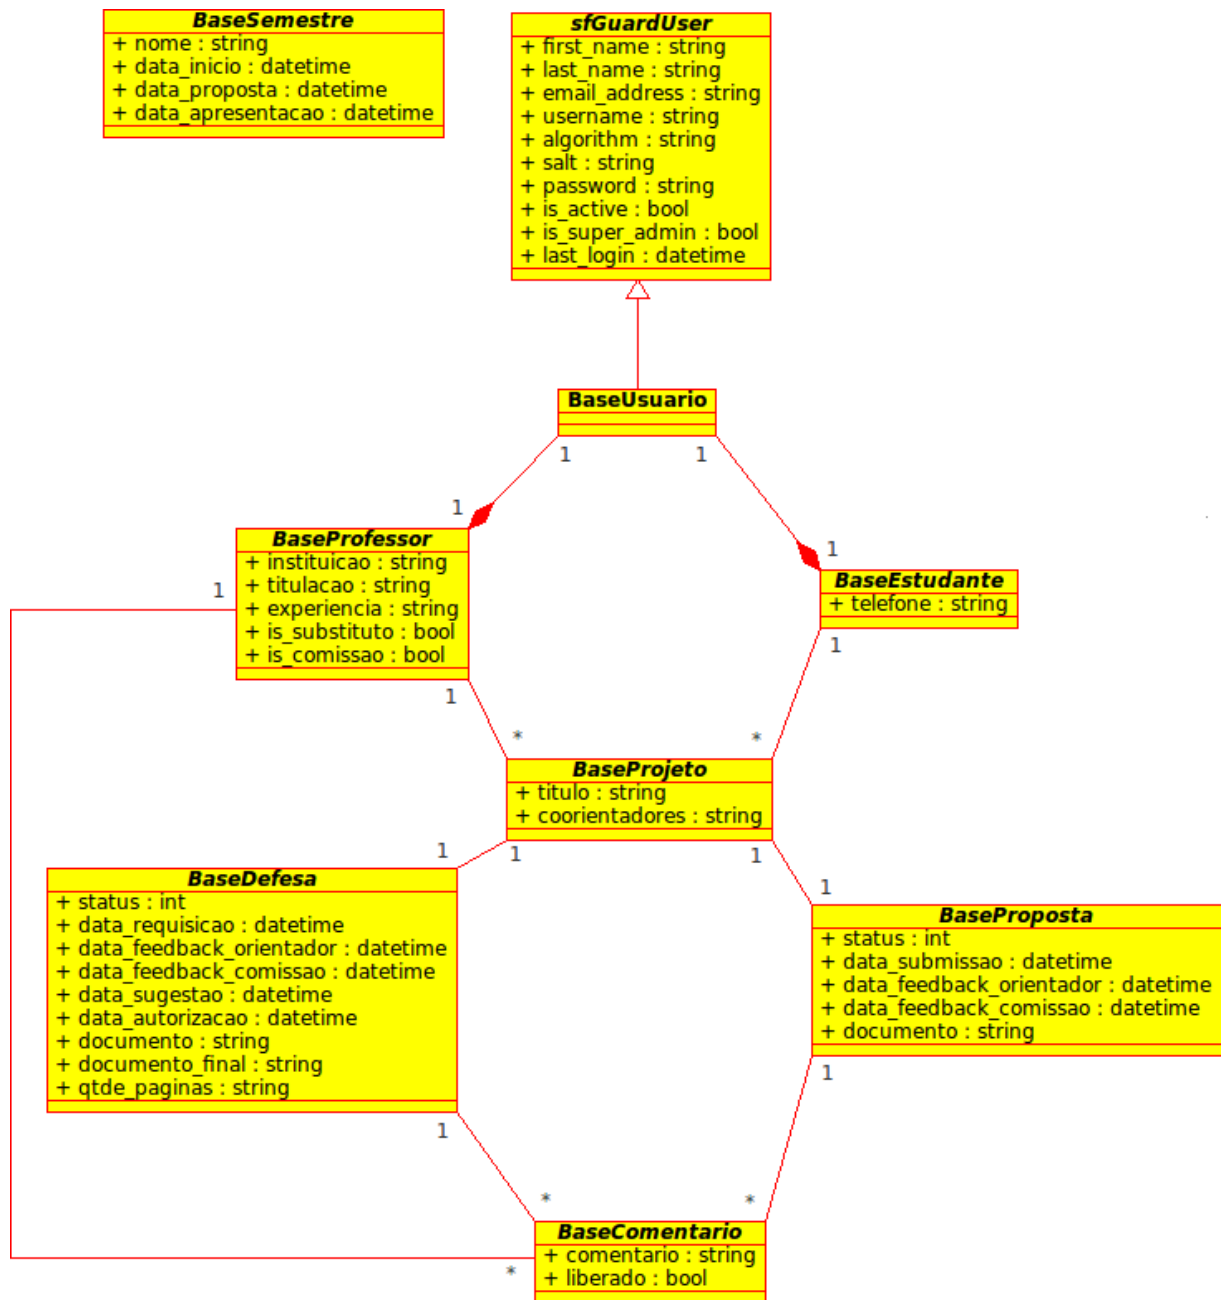 BaseSemestre
+ nome : string
+ data_inicio : datetime
+ data_proposta : datetime
+ data_apresentacao : datetime
sfGuardUser
+ first_name : string
+ last_name : string
+ email_address : string
+ username : string
+ algorithm : string
+ salt : string
+ password : string
+ is_active : bool
+ is_super_admin : bool
+ last_login : datetime
BaseUsuario
1
1
1
1
BaseProfessor
+ instituicao : string
+ titulacao : string
+ experiencia : string
+ is_substituto : bool
+ is_comissao : bool
1
1
*
BaseEstudante
+ telefone : string
1
*
BaseProjeto
+ titulo : string
+ coorientadores : string
1
1
1
1
BaseDefesa
+ status : int
+ data_requisicao : datetime
+ data_feedback_orientador : datetime
+ data_feedback_comissao : datetime
+ data_sugestao : datetime
+ data_autorizacao : datetime
+ documento : string
+ documento_final : string
+ qtde_paginas : string
1
*
BaseProposta
+ status : int
+ data_submissao : datetime
+ data_feedback_orientador : datetime
+ data_feedback_comissao : datetime
+ documento : string
1
*
BaseComentario
+ comentario : string
+ liberado : bool
*